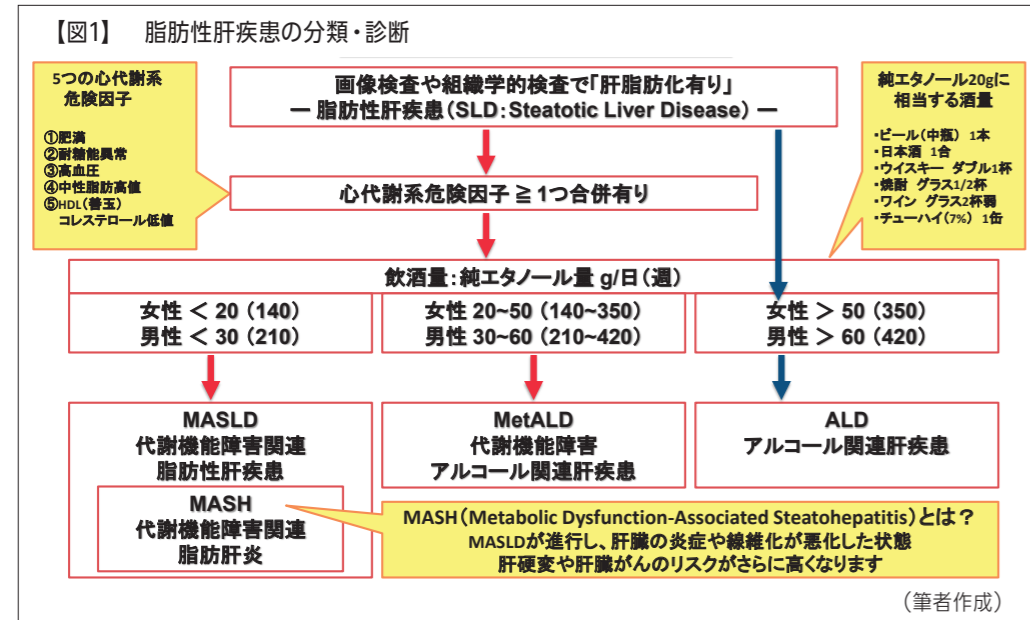 【図1】 脂肪性肝疾患の分類・診断
5つの心代謝系
危険因子
①肥満
②耐糖能異常
③高血圧
④中性脂肪高値
⑤HDL(善玉)
コレステロール低値
画像検査や組織学的検査で「肝脂肪化有り」
― 脂肪性肝疾患(SLD:Steatotic Liver Disease) ―
純エタノール20gに
相当する酒量
・ビール(中瓶) 1本
・日本酒 1合
・ウイスキー ダブル1杯
・焼酎 グラス1/2杯
・ワイン グラス2杯弱
・チューハイ(7%) 1缶
心代謝系危険因子 ≧ 1つ合併有り
飲酒量:純エタノール量 g/日(週)
女性 < 20 (140)
男性 < 30 (210)
女性 20~50 (140~350)
男性 30~60 (210~420)
女性 > 50 (350)
男性 > 60 (420)
MASLD
代謝機能障害関連
脂肪性肝疾患
MASH
代謝機能障害関連
脂肪肝炎
MetALD
代謝機能障害
アルコール関連肝疾患
ALD
アルコール関連肝疾患
MASH(Metabolic Dysfunction-Associated Steatohepatitis)とは?
MASLDが進行し、肝臓の炎症や線維化が悪化した状態
肝硬変や肝臓がんのリスクがさらに高くなります
(筆者作成)